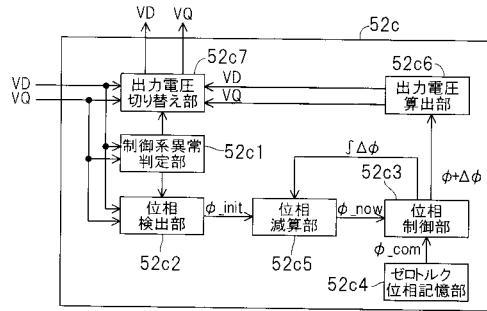 VD
VQ
52c
52c7
52c6
VD
VQ
出力電圧
切り替え部
VD
VQ
出力電圧
算出部
制御系異常
判定部
52c1
∫Δφ
52c3
φ+Δφ
位相
検出部
φ_init
位相
減算部
φ_now
位相
制御部
52c2
52c5
φ_com
52c4
ゼロトルク
位相記憶部